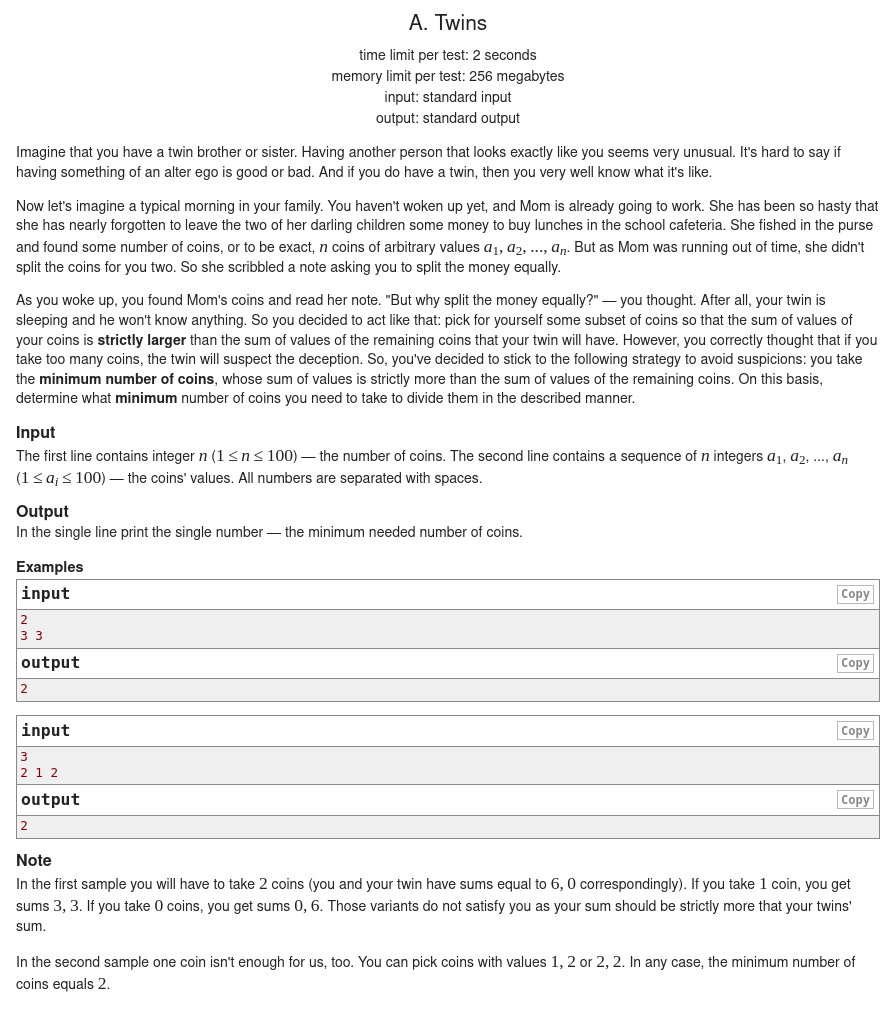 A. Twins
time limit per test: 2 seconds
memory limit per test: 256 megabytes
input: standard input
output: standard output
Imagine that you have a twin brother or sister. Having another person that looks exactly like you seems very unusual. It's hard to say if
having something of an alter ego is good or bad. And if you do have a twin, then you very well know what it's like.
Now let's imagine a typical morning in your family. You haven't woken up yet, and Mom is already going to work. She has been so hasty that
she has nearly forgotten to leave the two of her darling children some money to buy lunches in the school cafeteria. She fished in the purse
and found some number of coins, or to be exact, n coins of arbitrary values a₁, a₂, ..., aₙ. But as Mom was running out of time, she didn't
split the coins for you two. So she scribbled a note asking you to split the money equally.
As you woke up, you found Mom's coins and read her note. "But why split the money equally?" — you thought. After all, your twin is
sleeping and he won't know anything. So you decided to act like that: pick for yourself some subset of coins so that the sum of values of
your coins is strictly larger than the sum of values of the remaining coins that your twin will have. However, you correctly thought that if you
take too many coins, the twin will suspect the deception. So, you've decided to stick to the following strategy to avoid suspicions: you take
the minimum number of coins, whose sum of values is strictly more than the sum of values of the remaining coins. On this basis,
determine what minimum number of coins you need to take to divide them in the described manner.
Input
The first line contains integer n (1 ≤ n ≤ 100) — the number of coins. The second line contains a sequence of n integers a₁, a₂, ..., aₙ
(1 ≤ aᵢ ≤ 100) — the coins' values. All numbers are separated with spaces.
Output
In the single line print the single number — the minimum needed number of coins.
Examples
input Copy
2
3 3
output Copy
2
input Copy
3
2 1 2
output Copy
2
Note
In the first sample you will have to take 2 coins (you and your twin have sums equal to 6, 0 correspondingly). If you take 1 coin, you get
sums 3, 3. If you take 0 coins, you get sums 0, 6. Those variants do not satisfy you as your sum should be strictly more that your twins'
sum.
In the second sample one coin isn't enough for us, too. You can pick coins with values 1, 2 or 2, 2. In any case, the minimum number of
coins equals 2.